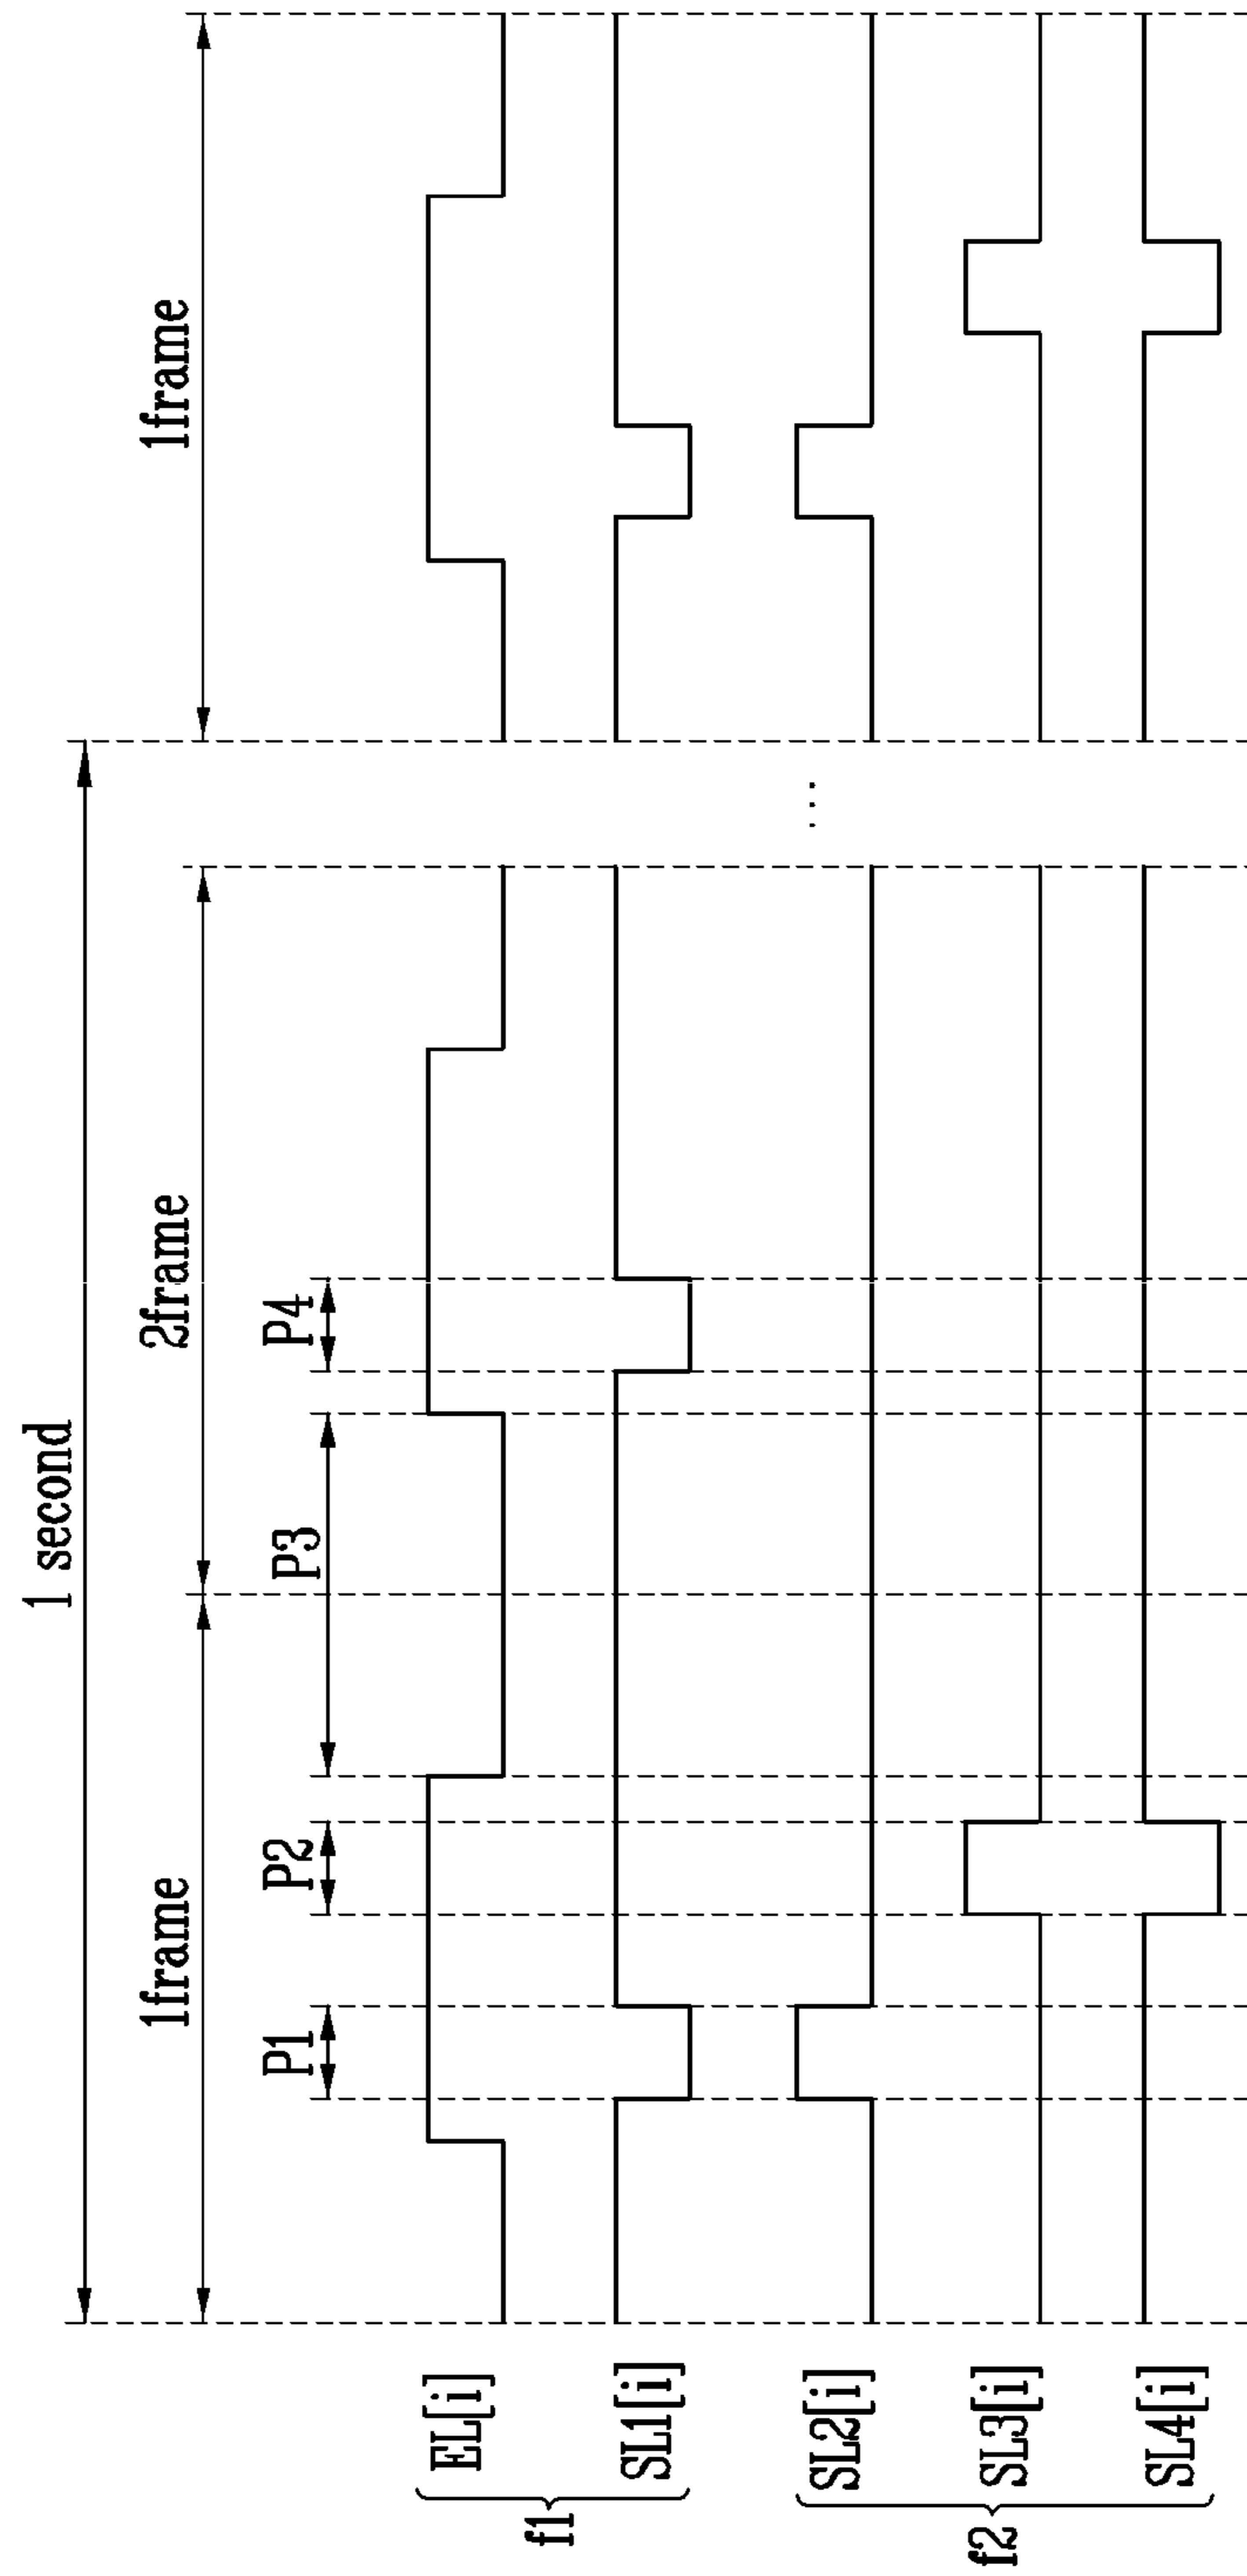 1 second
1frame
2frame
1frame
P1
P2
P3
P4
f1
EL[i]
SL1[i]
...
f2
SL2[i]
SL3[i]
SL4[i]